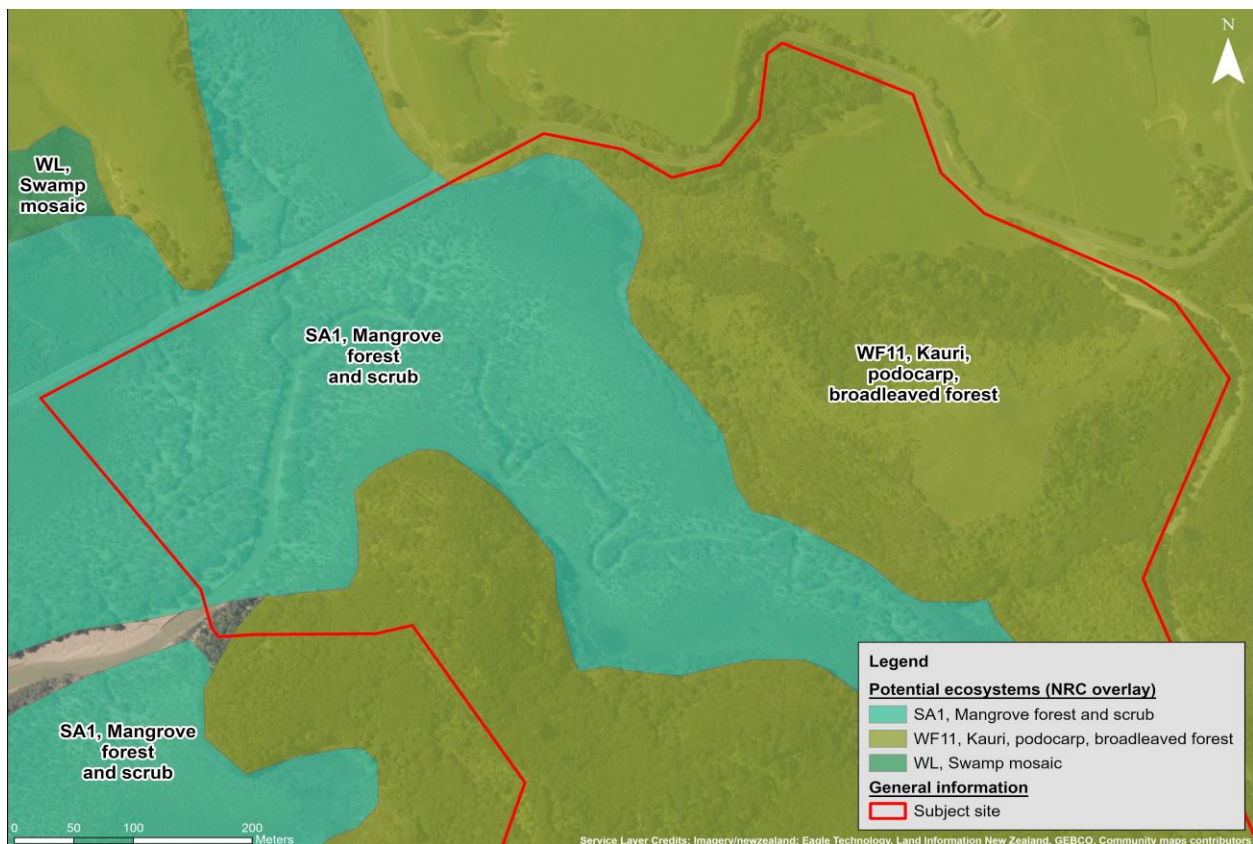 N
WL,
Swamp
mosaic
SA1, Mangrove
forest
and scrub
WF11, Kauri,
podocarp,
broadleaved forest
SA1, Mangrove
forest
and scrub
Legend
Potential ecosystems (NRC overlay)
SA1, Mangrove forest and scrub
WF11, Kauri, podocarp, broadleaved forest
WL, Swamp mosaic
General information
Subject site
0 50 100 200
Meters
Service Layer Credits: Imagery/newzealand: Eagle Technology, Land Information New Zealand, GEBCO, Community maps contributors